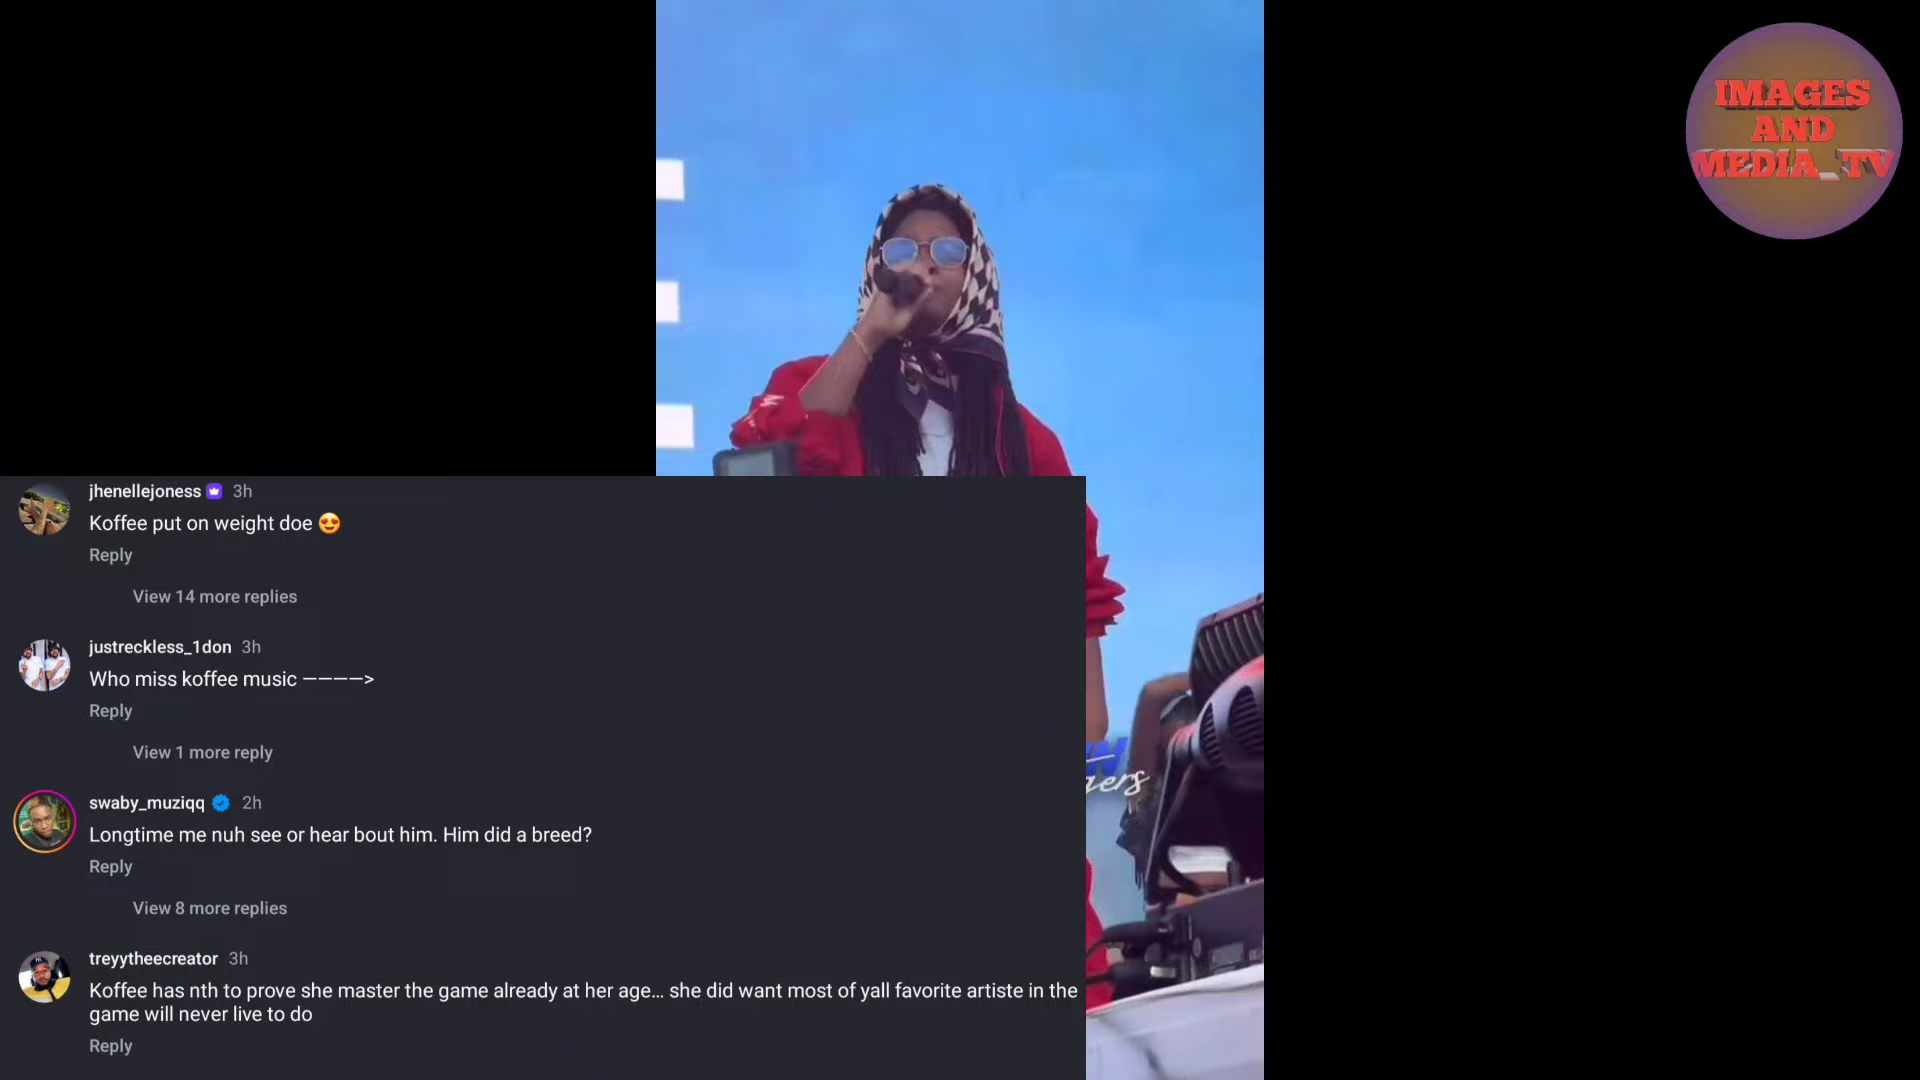 IMAGES
AND
MEDIA_TV
jhenellejoness 3h
Koffee put on weight doe 😍
Reply
View 14 more replies
justreckless_1don 3h
Who miss koffee music ————>
Reply
View 1 more reply
swaby_muziqq 2h
Longtime me nuh see or hear bout him. Him did a breed?
Reply
View 8 more replies
treyytheecreator 3h
Koffee has nth to prove she master the game already at her age... she did want most of yall favorite artiste in the
game will never live to do
Reply